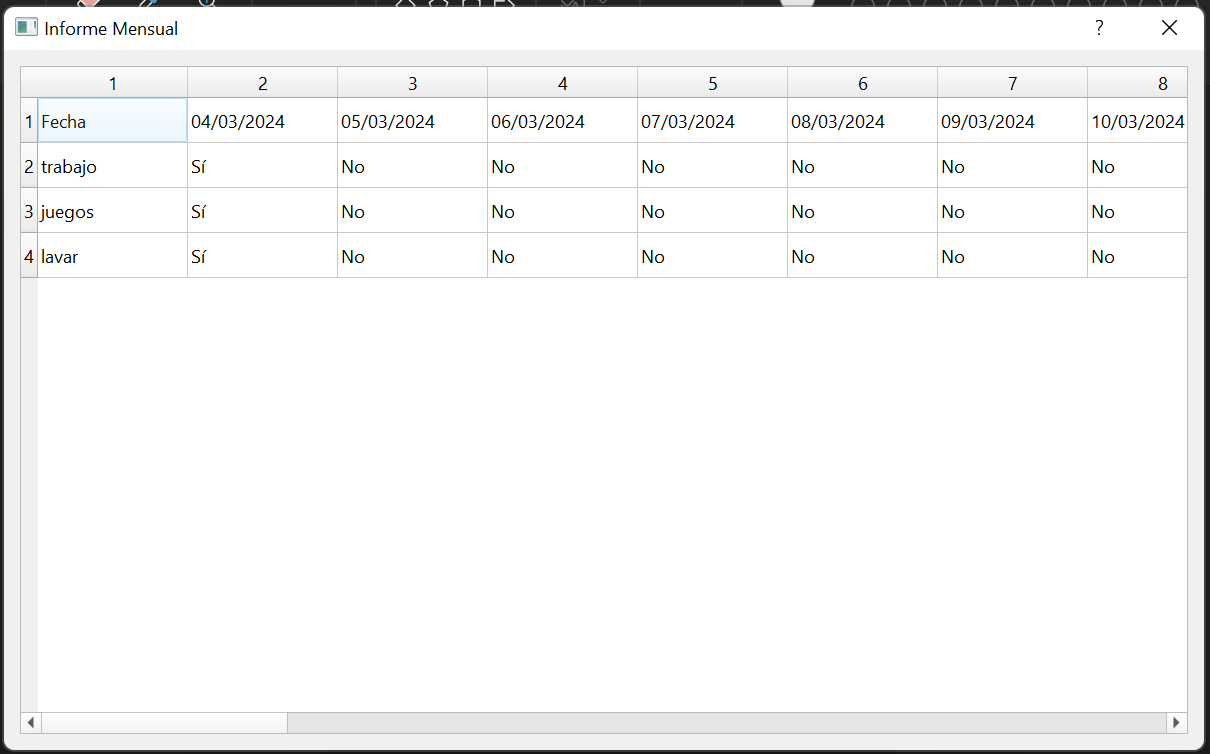 Informe Mensual ?
1 2 3 4 5 6 7 8
1 Fecha 04/03/2024 05/03/2024 06/03/2024 07/03/2024 08/03/2024 09/03/2024 10/03/2024
2 trabajo Sí No No No No No No
3 juegos Sí No No No No No No
4 lavar Sí No No No No No No